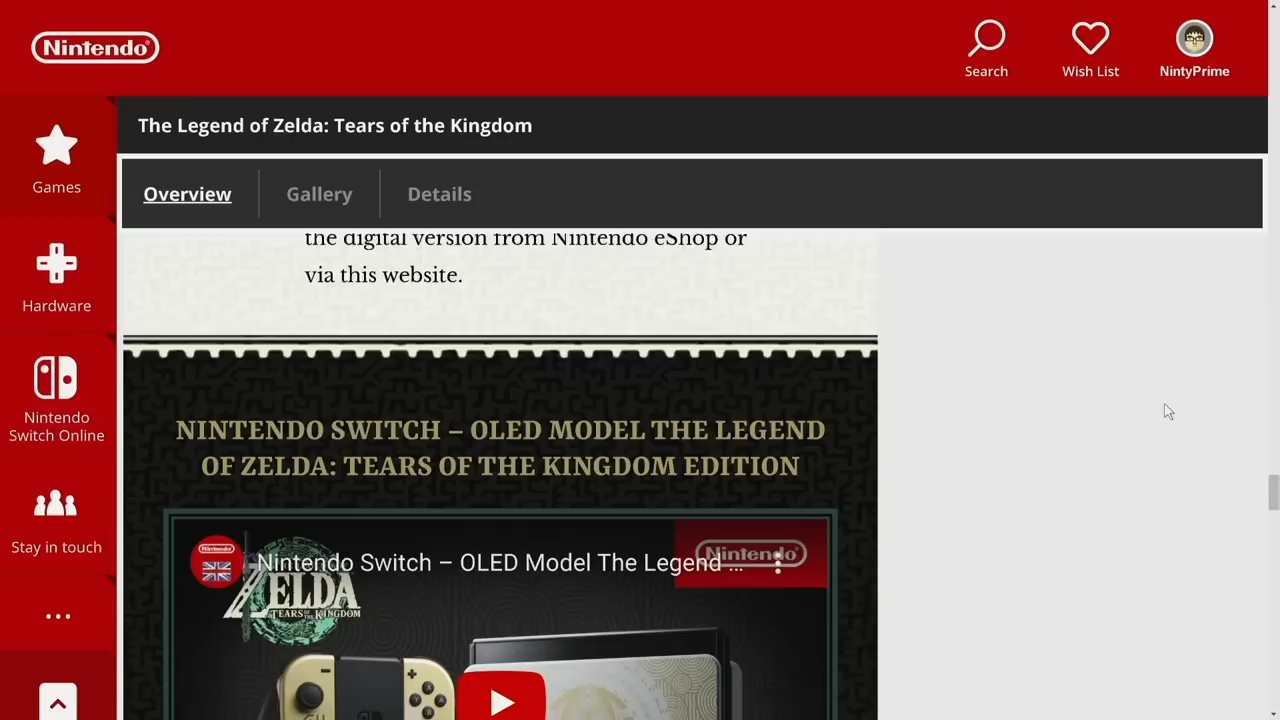 Nintendo
Search
Wish List
NintyPrime
The Legend of Zelda: Tears of the Kingdom
Games
Overview
Gallery
Details
the digital version from Nintendo eShop or
via this website.
Hardware
Nintendo
Switch Online
NINTENDO SWITCH – OLED MODEL THE LEGEND
OF ZELDA: TEARS OF THE KINGDOM EDITION
Stay in touch
Nintendo
Nintendo Switch – OLED Model The Legend ...
Nintendo
ZELDA
TEARS OF THE KINGDOM